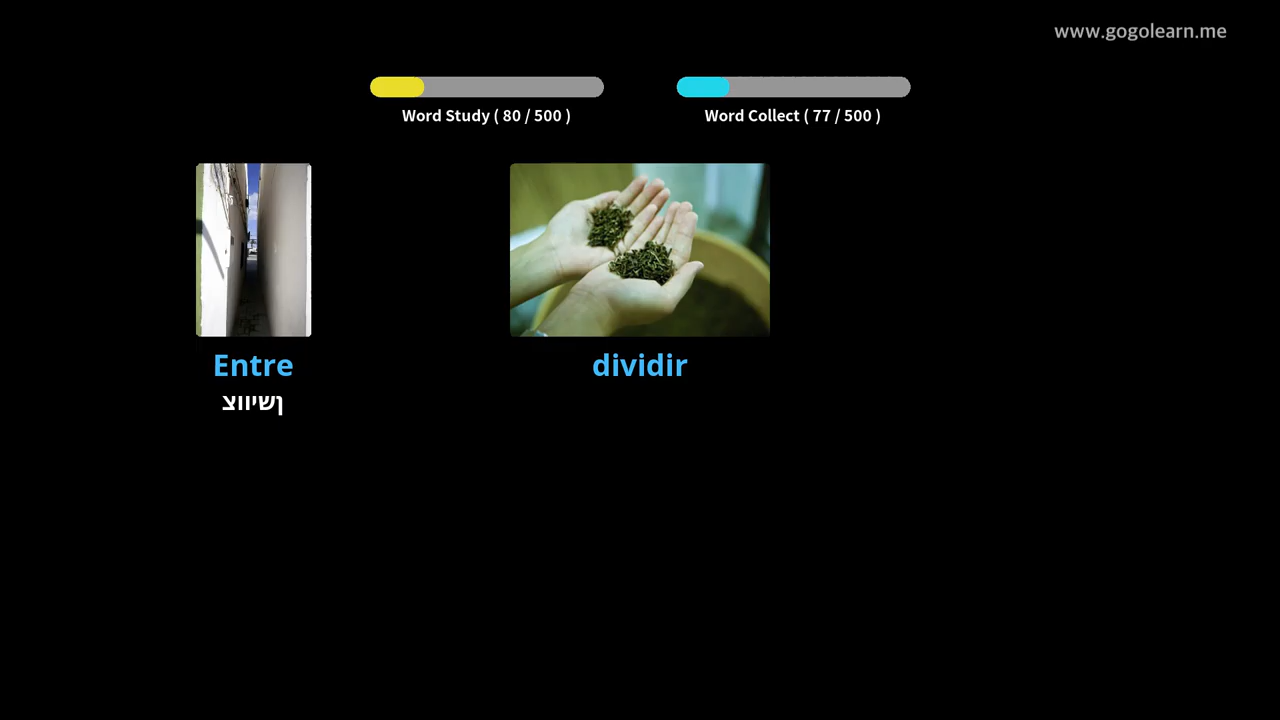 www.gogolearn.me
Word Study ( 80 / 500 )
Word Collect ( 77 / 500 )
Entre
ןשיווצ
dividir